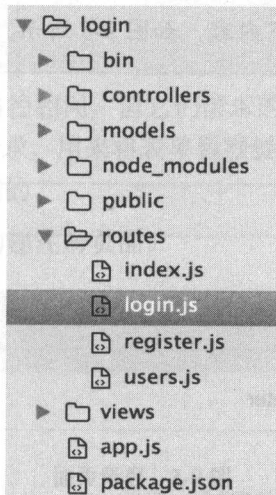 login
bin
controllers
models
node_modules
public
routes
index.js
login.js
register.js
users.js
views
app.js
package.json